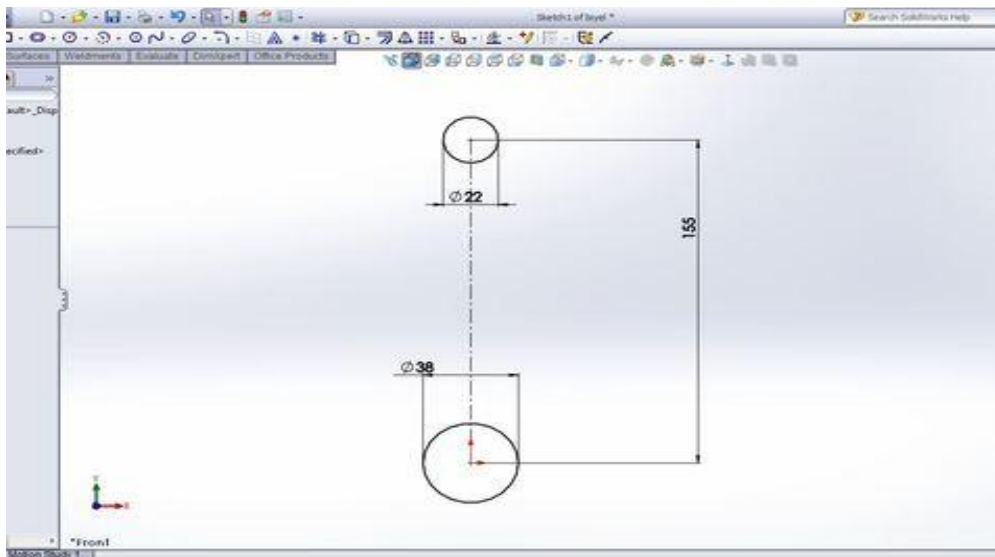 Sketch1 of layel *
Search SolidWorks Help
Surfaces
Weldments
Evaluate
DimXpert
Office Products
ault>_Disp
ecified>
Ø22
155
Ø38
Y
X
*Front
Motion Study 1